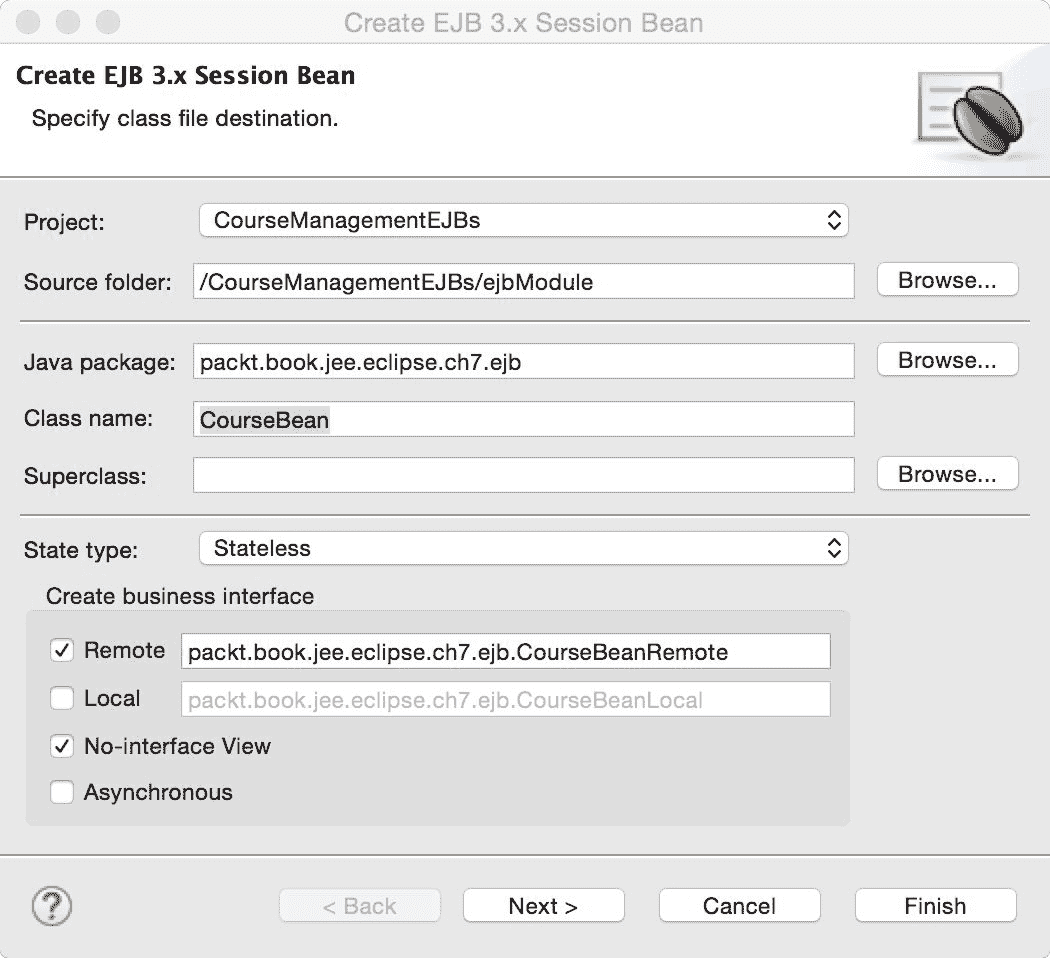 Create EJB 3.x Session Bean
Create EJB 3.x Session Bean
Specify class file destination.
Project: CourseManagementEJBs
Source folder: /CourseManagementEJBs/ejbModule Browse...
Java package: packt.book.jee.eclipse.ch7.ejb Browse...
Class name: CourseBean
Superclass: Browse...
State type: Stateless
Create business interface
Remote packt.book.jee.eclipse.ch7.ejb.CourseBeanRemote
Local packt.book.jee.eclipse.ch7.ejb.CourseBeanLocal
No-interface View
Asynchronous
? < Back Next > Cancel Finish